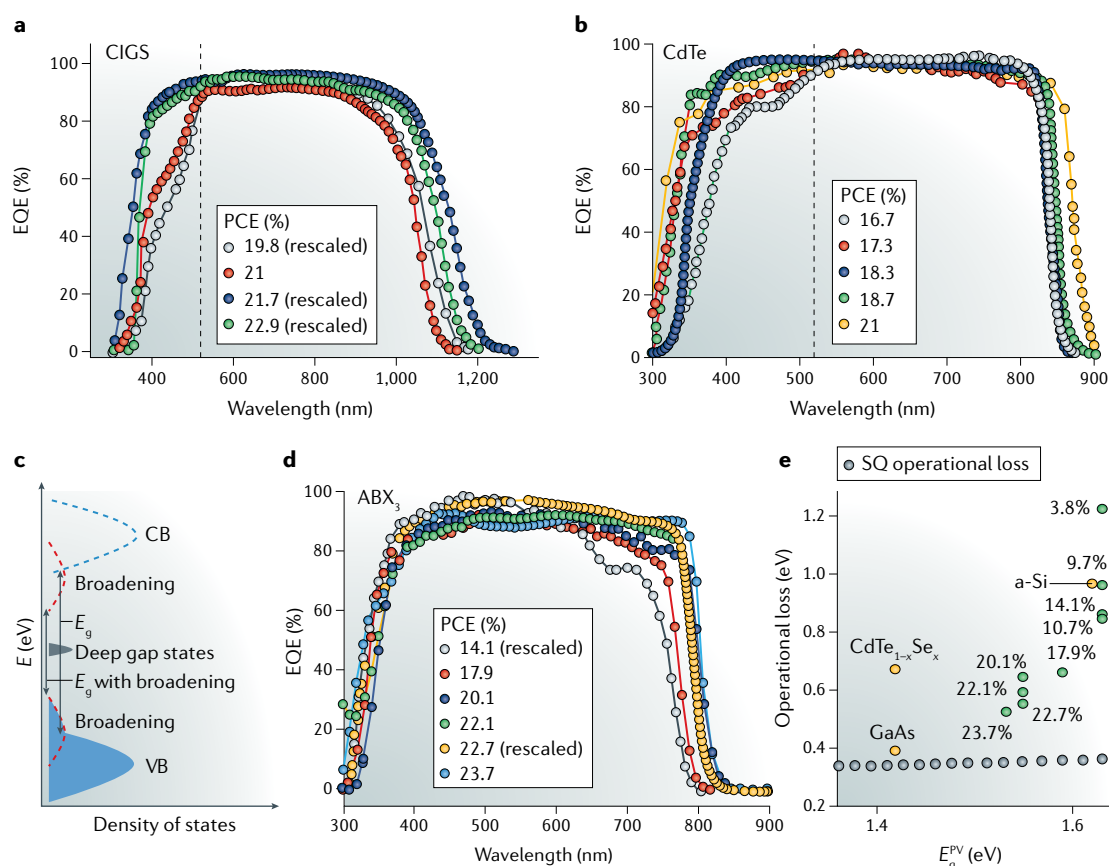 a
CIGS
100
80
60
40
20
0
EQE (%)
PCE (%)
19.8 (rescaled)
21
21.7 (rescaled)
22.9 (rescaled)
400
600
800
1,000
1,200
Wavelength (nm)
b
CdTe
100
80
60
40
20
0
EQE (%)
PCE (%)
16.7
17.3
18.3
18.7
21
300
400
500
600
700
800
900
Wavelength (nm)
c
CB
Broadening
E_g
Deep gap states
E_g with broadening
Broadening
VB
E (eV)
Density of states
d
ABX₃
100
80
60
40
20
0
EQE (%)
PCE (%)
14.1 (rescaled)
17.9
20.1
22.1
22.7 (rescaled)
23.7
300
400
500
600
700
800
900
Wavelength (nm)
e
SQ operational loss
1.2
1.0
0.8
0.6
0.4
0.2
Operational loss (eV)
3.8%
9.7%
a-Si
14.1%
10.7%
17.9%
CdTe₁₋ₓSeₓ
20.1%
22.1%
22.7%
23.7%
GaAs
1.4
1.6
E_g^PV (eV)